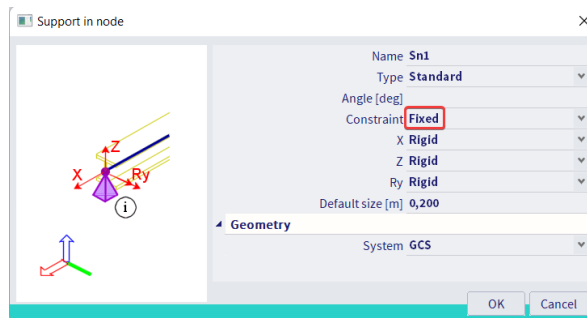 Support in node
Name Sn1
Type Standard
Angle [deg]
Constraint Fixed
X Rigid
Z Rigid
Ry Rigid
Default size [m] 0,200
Geometry
System GCS
Z
X
Ry
i
OK Cancel